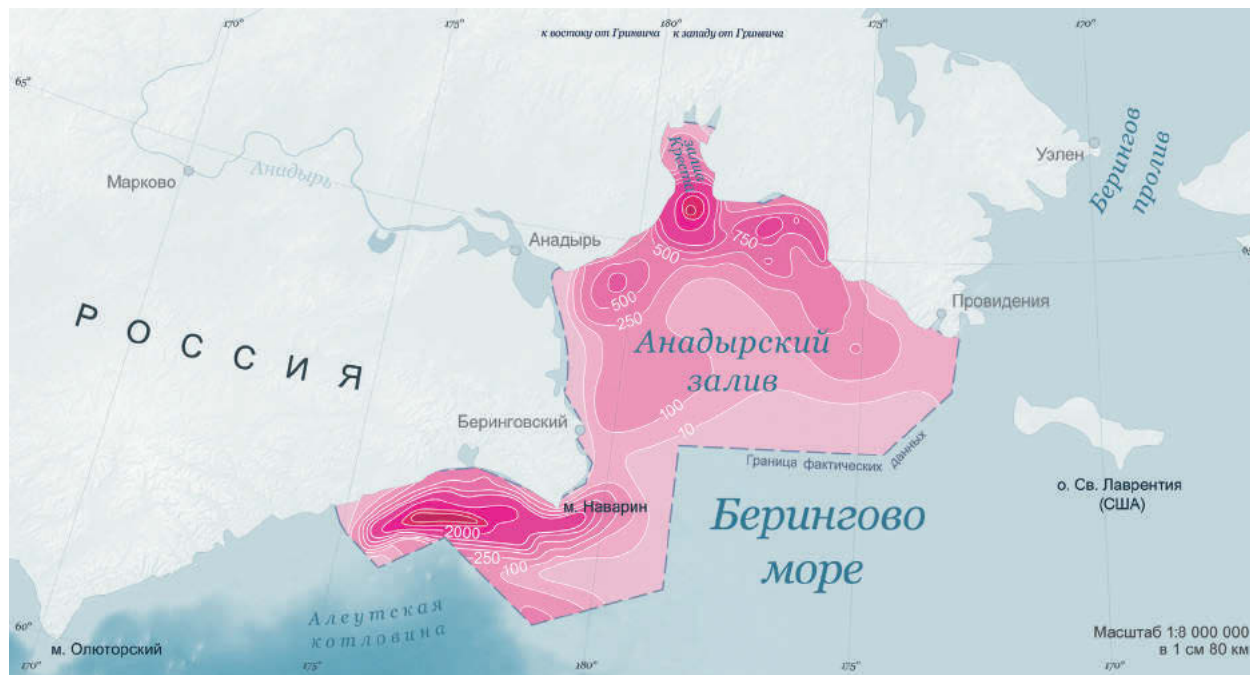 170°
175°
180°
175°
170°
к востоку от Гринвича
к западу от Гринвича
65°
Берингов
пролив
Уэлен
залив
Креста
Марково
Анадырь
Анадырь
750
500
500
250
Провидения
РОССИЯ
Анадырский
залив
100
10
Беринговский
Граница фактических данных
о. Св. Лаврентия
(США)
м. Наварин
Берингово
море
2000
250
100
Алеутская
котловина
60°
м. Олюторский
Масштаб 1:8 000 000
в 1 см 80 км
170°
175°
180°
175°
170°